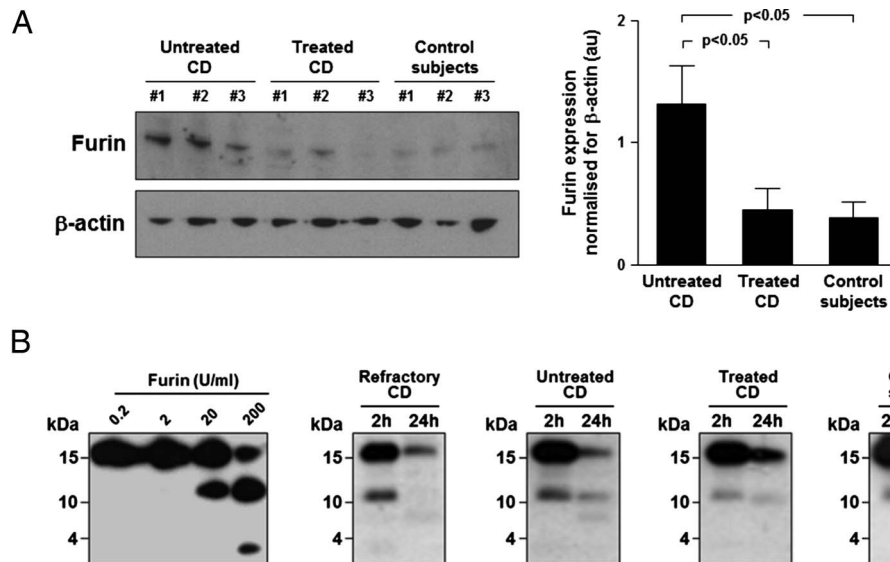 A
Untreated CD Treated CD Control subjects
#1 #2 #3 #1 #2 #3 #1 #2 #3
Furin
β-actin
Furin expression normalised for β-actin (au)
2
1
0
p<0.05
p<0.05
Untreated CD Treated CD Control subjects
B
Furin (U/ml)
kDa 0.2 2 20 200
15
10
4
Refractory CD
kDa 2h 24h
15
10
4
Untreated CD
kDa 2h 24h
15
10
4
Treated CD
kDa 2h 24h
15
10
4
kDa
15
10
4